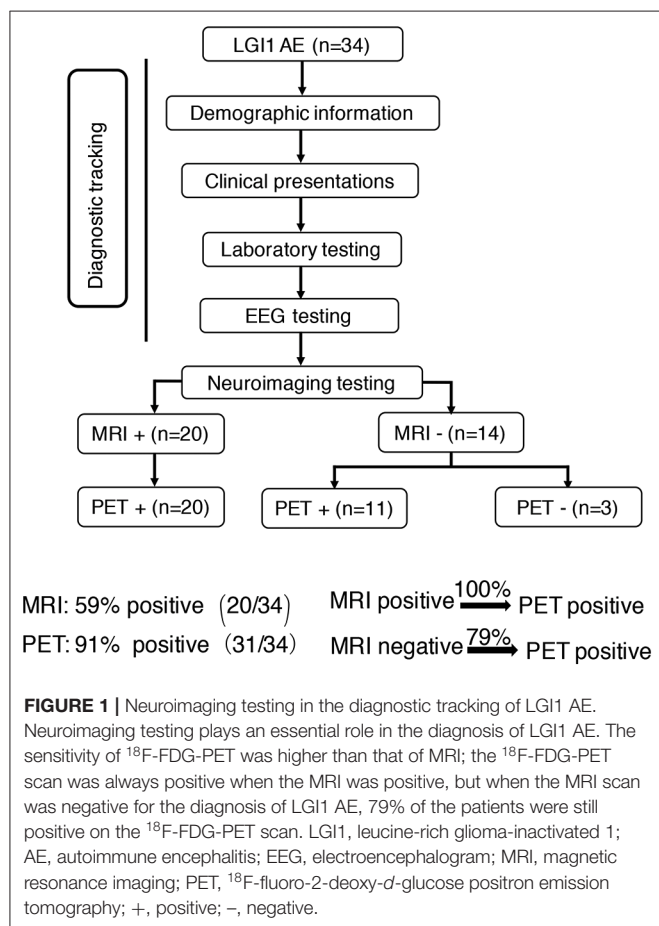 LGI1 AE (n=34)
Diagnostic tracking
Demographic information
Clinical presentations
Laboratory testing
EEG testing
Neuroimaging testing
MRI + (n=20)
MRI - (n=14)
PET + (n=20)
PET + (n=11)
PET - (n=3)
MRI: 59% positive (20/34)
MRI positive 100% PET positive
PET: 91% positive (31/34)
MRI negative 79% PET positive
FIGURE 1 | Neuroimaging testing in the diagnostic tracking of LGI1 AE.
Neuroimaging testing plays an essential role in the diagnosis of LGI1 AE. The
sensitivity of ¹⁸F-FDG-PET was higher than that of MRI; the ¹⁸F-FDG-PET
scan was always positive when the MRI was positive, but when the MRI scan
was negative for the diagnosis of LGI1 AE, 79% of the patients were still
positive on the ¹⁸F-FDG-PET scan. LGI1, leucine-rich glioma-inactivated 1;
AE, autoimmune encephalitis; EEG, electroencephalogram; MRI, magnetic
resonance imaging; PET, ¹⁸F-fluoro-2-deoxy-d-glucose positron emission
tomography; +, positive; –, negative.